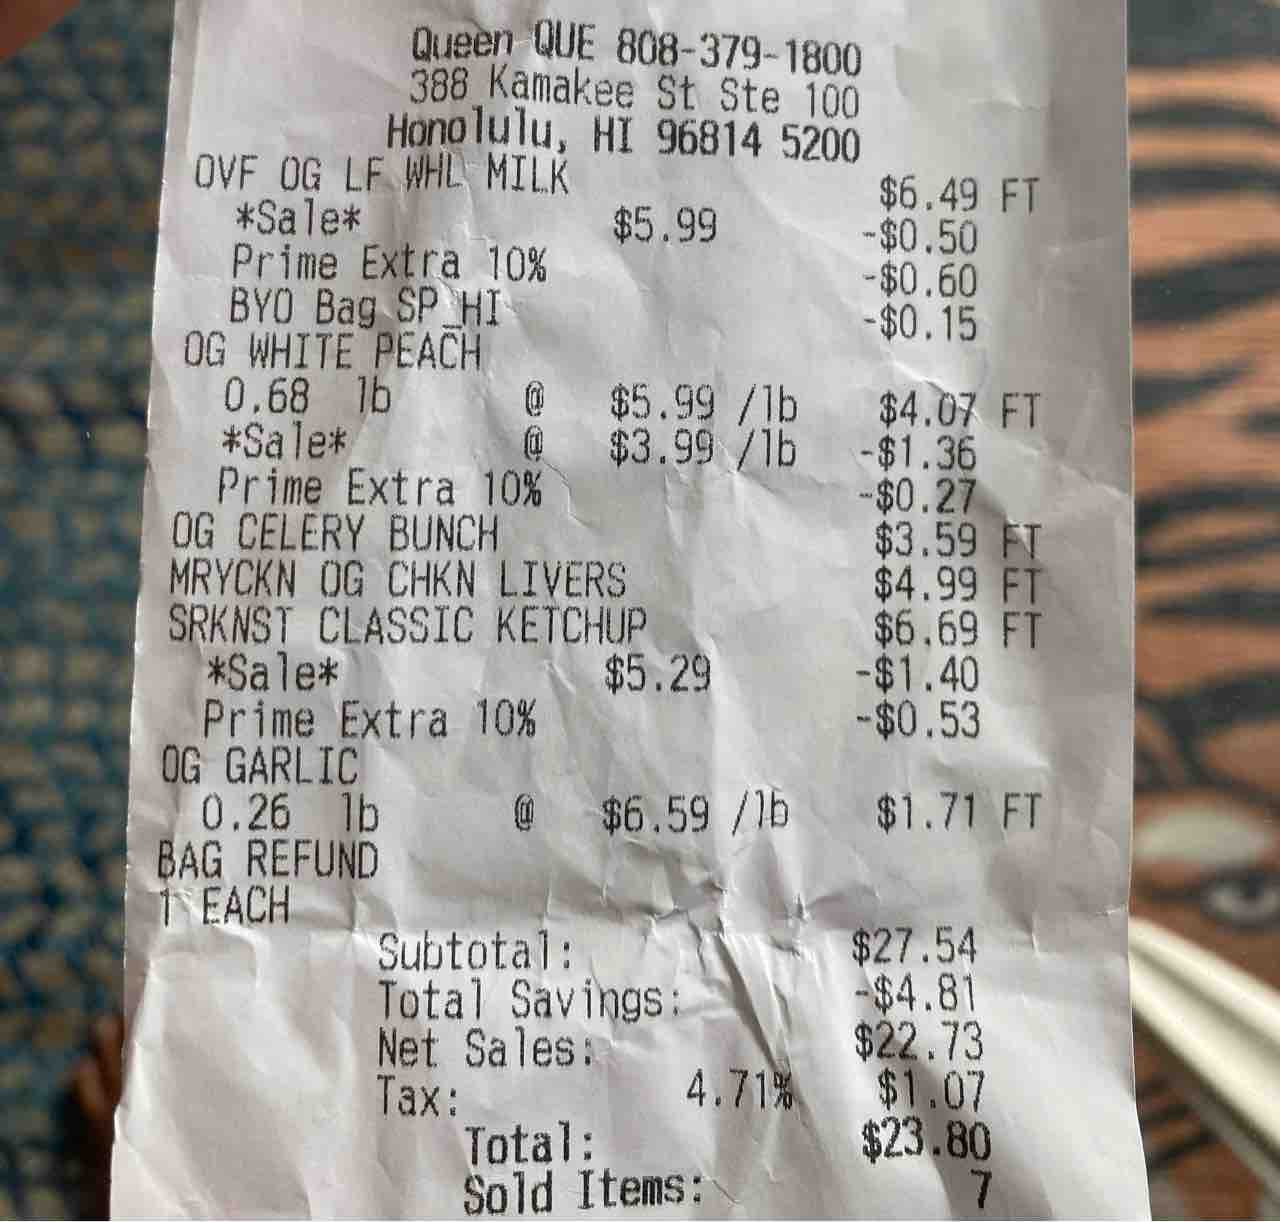 Queen QUE 808-379-1800
388 Kamakee St Ste 100
Honolulu, HI 96814 5200
OVF OG LF WHL MILK $6.49 FT
*Sale* $5.99 -$0.50
Prime Extra 10% -$0.60
BYO Bag SP_HI -$0.15
OG WHITE PEACH
0.68 lb @ $5.99 /lb $4.07 FT
*Sale* @ $3.99 /lb -$1.36
Prime Extra 10% -$0.27
OG CELERY BUNCH $3.59 FT
MRYCKN OG CHKN LIVERS $4.99 FT
SRKNST CLASSIC KETCHUP $6.69 FT
*Sale* $5.29 -$1.40
Prime Extra 10% -$0.53
OG GARLIC
0.26 lb @ $6.59 /lb $1.71 FT
BAG REFUND
1 EACH
Subtotal: $27.54
Total Savings: -$4.81
Net Sales: $22.73
Tax: 4.71% $1.07
Total: $23.80
Sold Items: 7